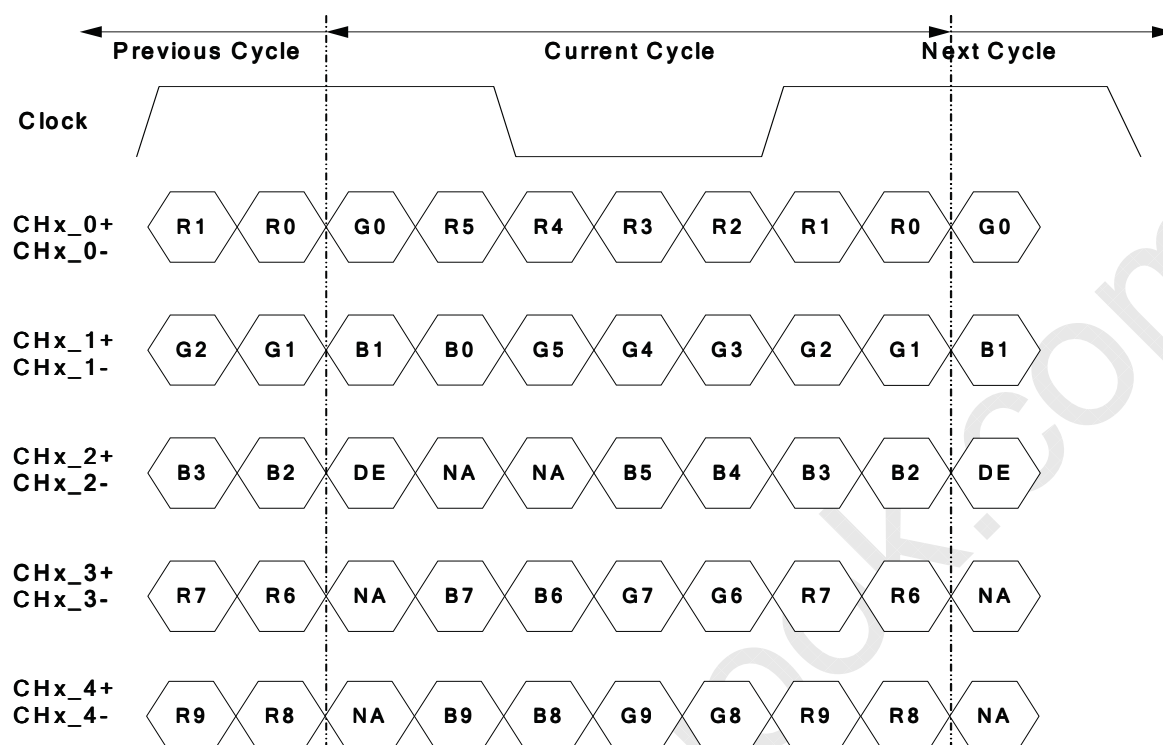 Previous Cycle Current Cycle Next Cycle
Clock
CHx_0+
CHx_0-
R1 R0 G0 R5 R4 R3 R2 R1 R0 G0
CHx_1+
CHx_1-
G2 G1 B1 B0 G5 G4 G3 G2 G1 B1
CHx_2+
CHx_2-
B3 B2 DE NA NA B5 B4 B3 B2 DE
CHx_3+
CHx_3-
R7 R6 NA B7 B6 G7 G6 R7 R6 NA
CHx_4+
CHx_4-
R9 R8 NA B9 B8 G9 G8 R9 R8 NA